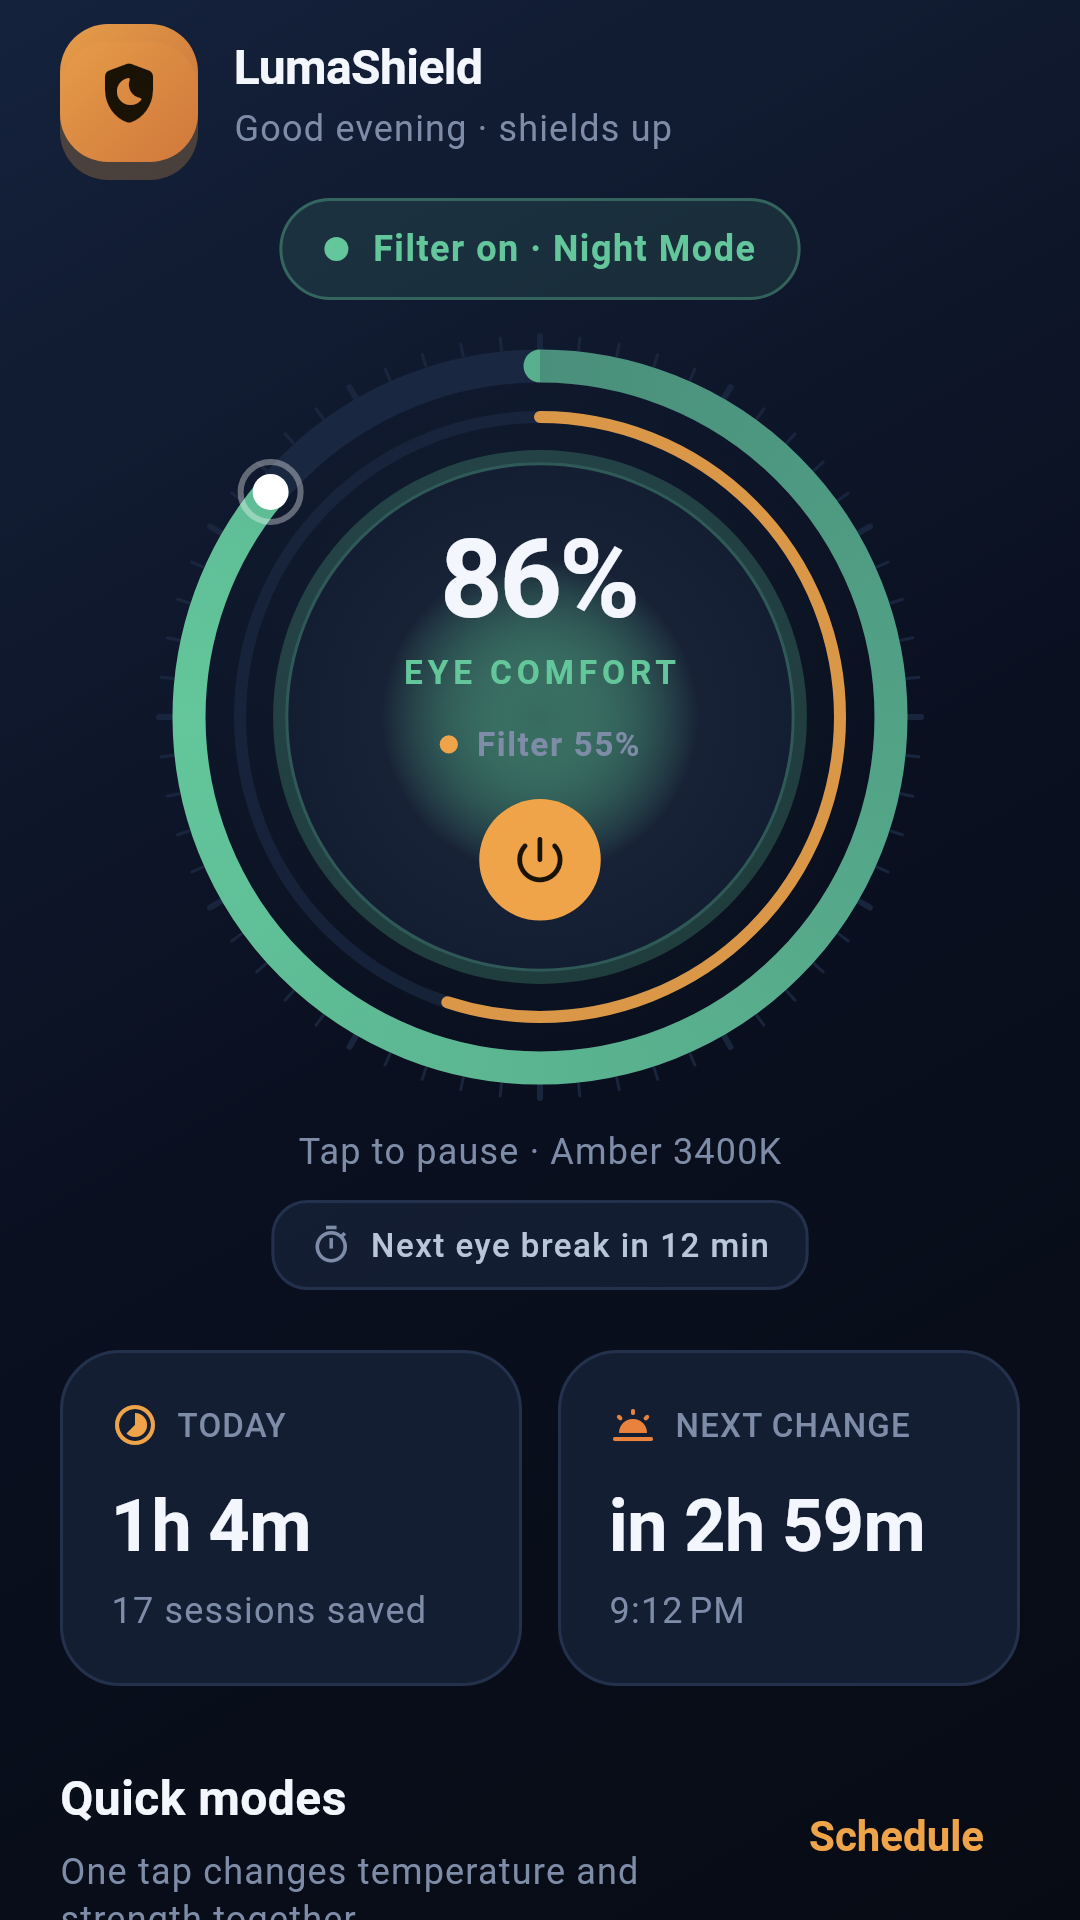 LumaShield
Good evening · shields up
Filter on · Night Mode
86%
EYE COMFORT
Filter 55%
Tap to pause · Amber 3400K
Next eye break in 12 min
TODAY
1h 4m
17 sessions saved
NEXT CHANGE
in 2h 59m
9:12 PM
Quick modes
Schedule
One tap changes temperature and
strength together